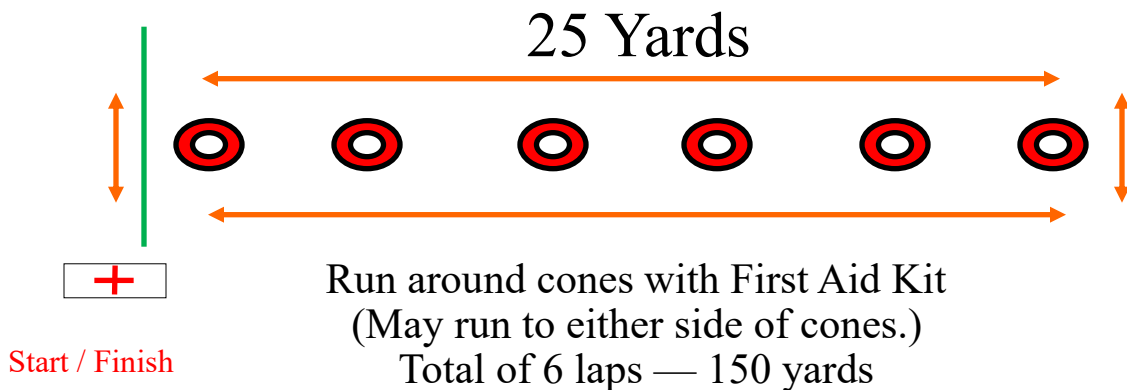 25 Yards
Run around cones with First Aid Kit
(May run to either side of cones.)
Start / Finish
Total of 6 laps — 150 yards